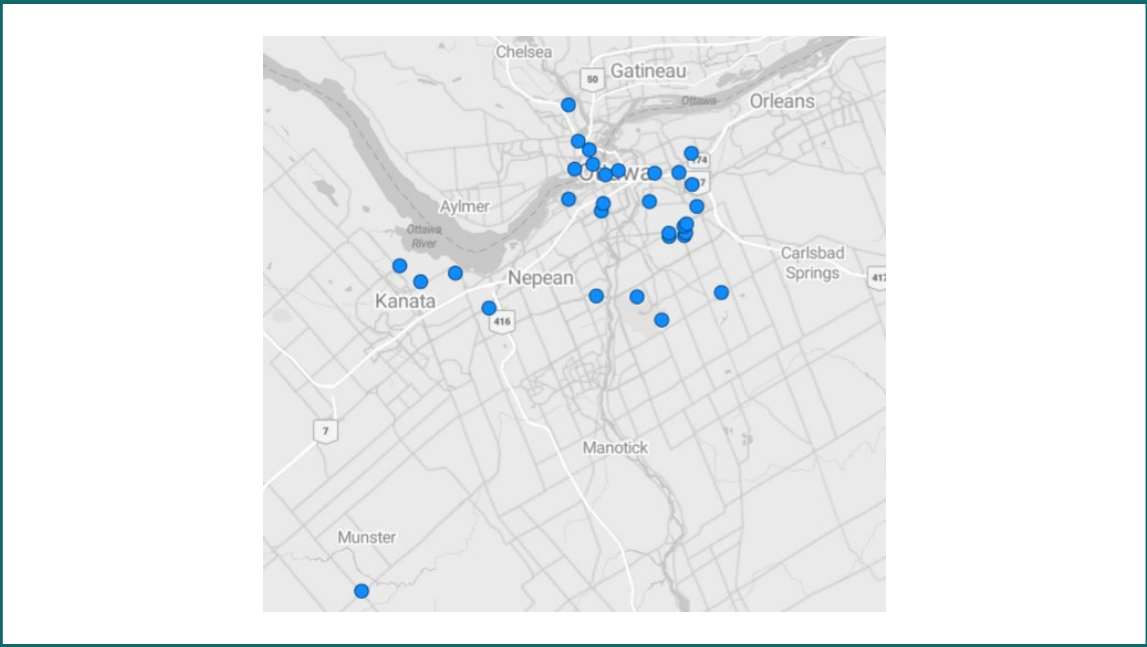 Chelsea
50
Gatineau
Ottawa
Orleans
174
Ottawa
7
Aylmer
Ottawa
River
Carlsbad
Springs
417
Nepean
Kanata
416
7
Manotick
Munster